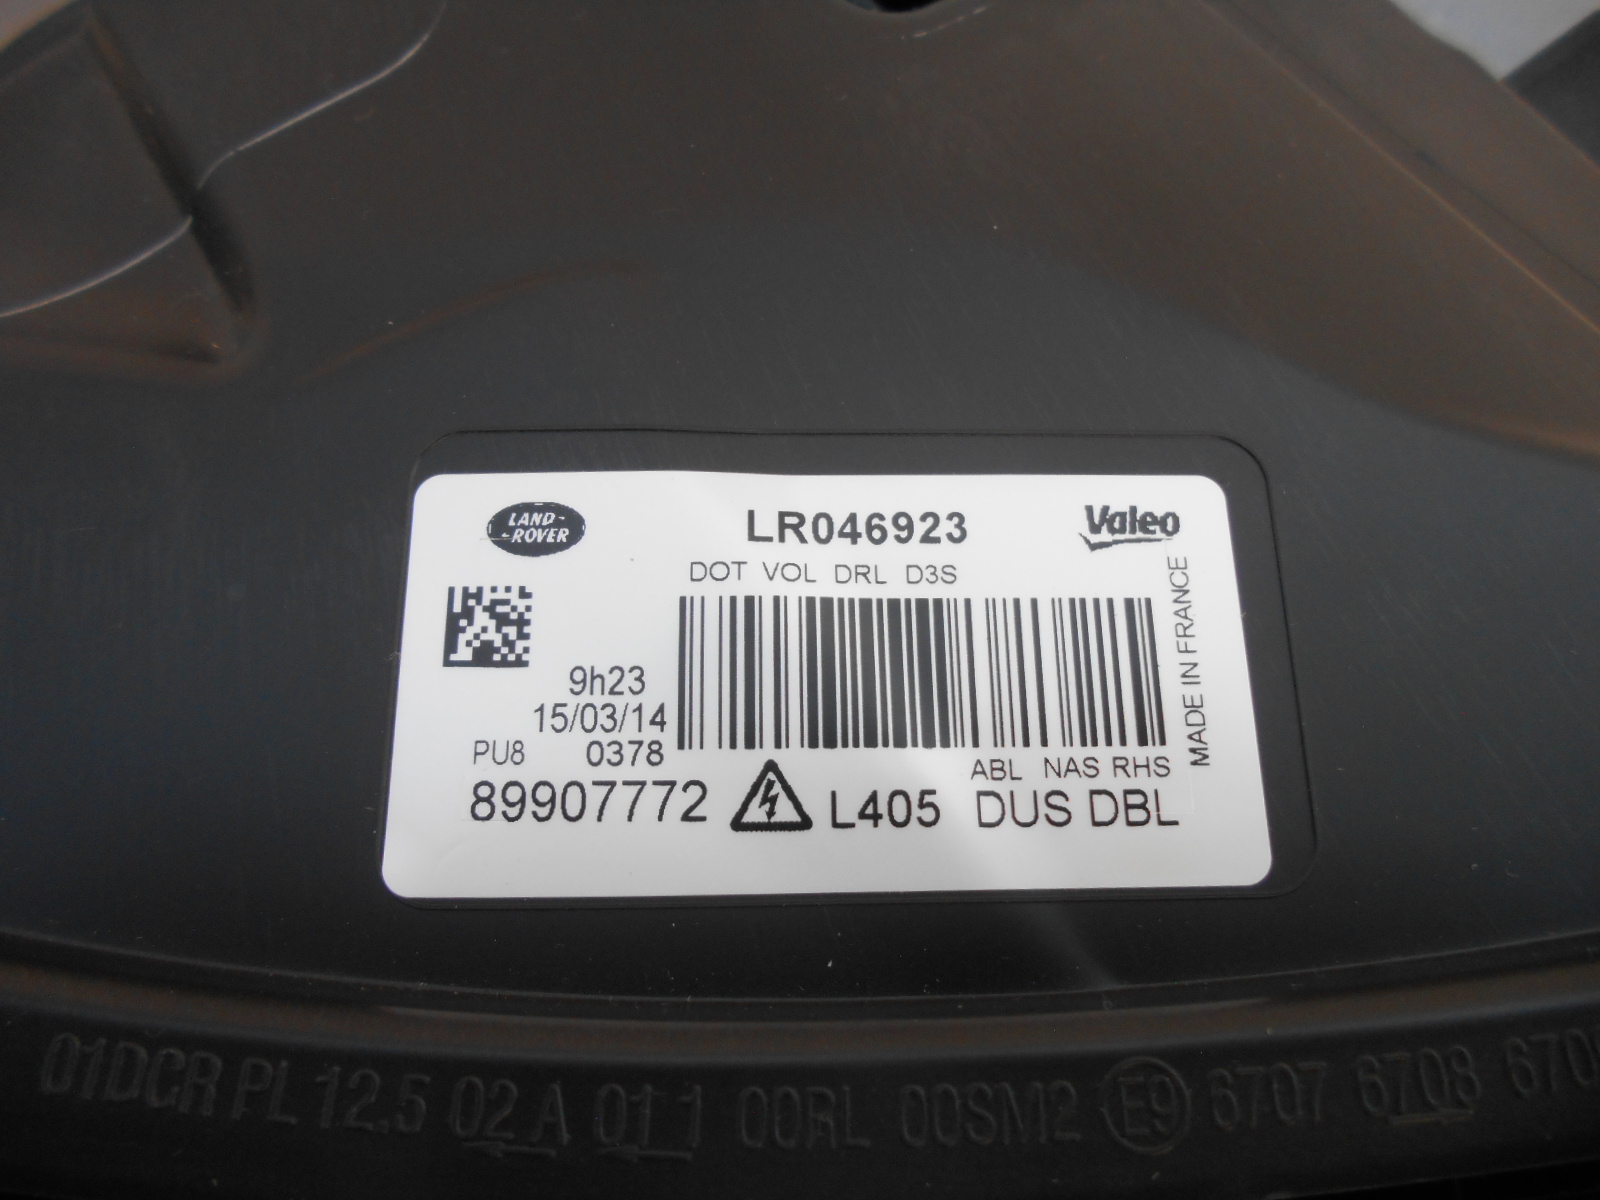 LAND-
-ROVER
LR046923
Valeo
DOT VOL DRL D3S
MADE IN FRANCE
9h23
15/03/14
PU8 0378
ABL NAS RHS
89907772 L405 DUS DBL
01DCR PL 12.5 02 A 01 1 00RL 00SM2 E9 6707 6708